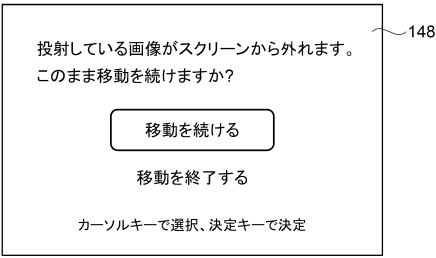 投射している画像がスクリーンから外れます。
このまま移動を続けますか?
移動を続ける
移動を終了する
カーソルキーで選択、決定キーで決定
148